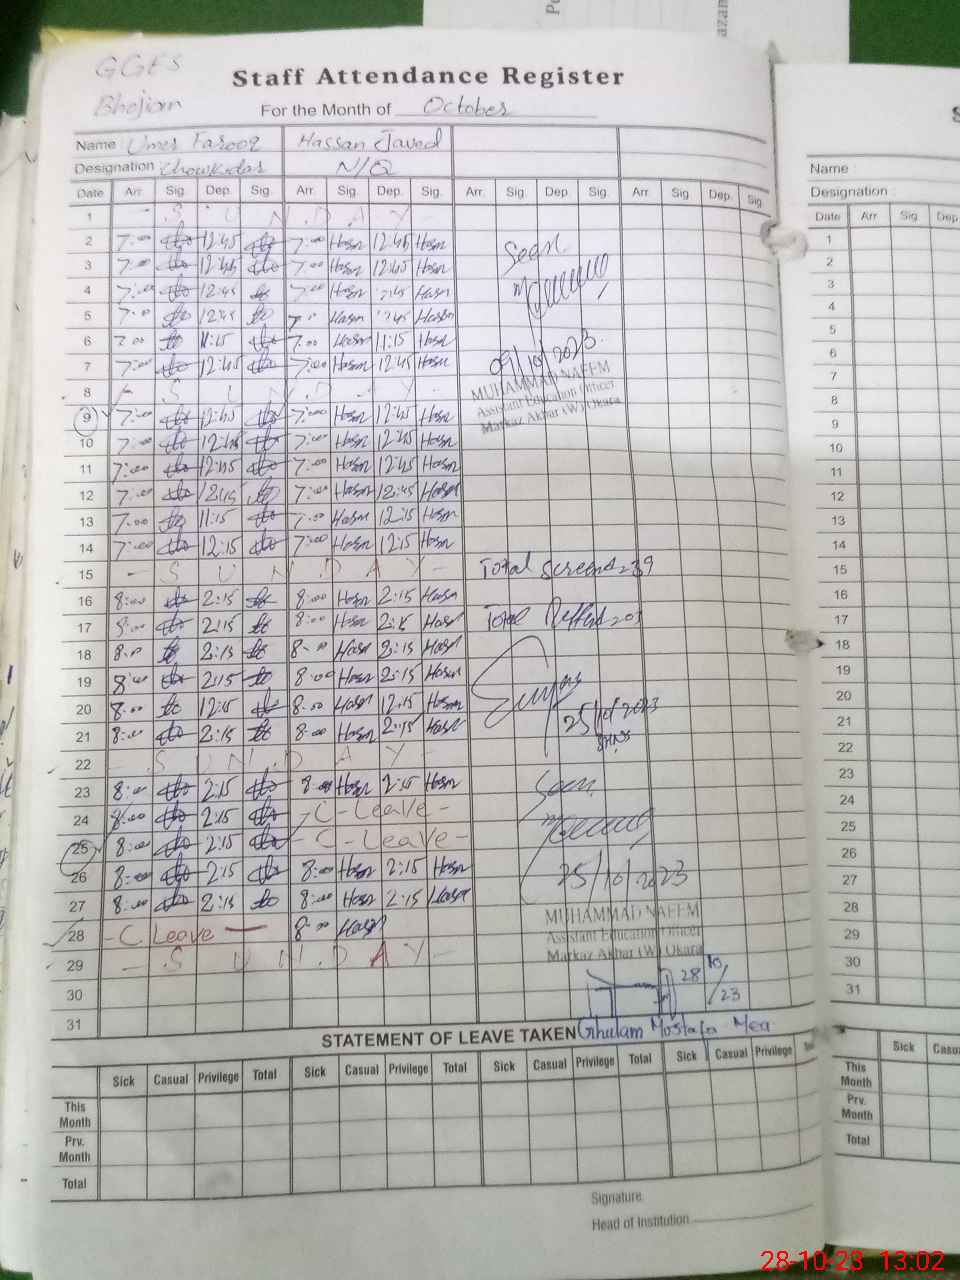 GGES
Staff Attendance Register
Bhojian For the Month of October
Name Umer Farooq Hassan Javed
Designation Chowkidar N/Q
Date Arr. Sig. Dep. Sig. Arr. Sig. Dep. Sig. Arr. Sig. Dep. Sig. Arr. Sig. Dep. Sig.
1 - S U N D A Y -
2 7:00 12:45 7:00 Hasn 12:45 Hasn
3 7:00 12:45 7:00 Hasn 12:45 Hasn
4 7:00 12:45 7:00 Hasn 12:45 Hasn
5 7:00 12:45 7:00 Hasn 12:45 Hasn
6 7:00 11:15 7:00 Hasn 11:15 Hasn
7 7:00 12:45 7:00 Hasn 12:45 Hasn
8 - S U N D A Y -
9 7:00 12:45 7:00 Hasn 12:45 Hasn
10 7:00 12:45 7:00 Hasn 12:45 Hasn
11 7:00 12:45 7:00 Hasn 12:45 Hasn
12 7:00 12:45 7:00 Hasn 12:45 Hasn
13 7:00 11:15 7:00 Hasn 12:15 Hasn
14 7:00 12:15 7:00 Hasn 12:15 Hasn
15 - S U N D A Y -
16 8:00 2:15 8:00 Hasn 2:15 Hasn
17 8:00 2:15 8:00 Hasn 2:15 Hasn
18 8:00 2:15 8:00 Hasn 2:15 Hasn
19 8:00 2:15 8:00 Hasn 2:15 Hasn
20 8:00 12:15 8:00 Hasn 12:15 Hasn
21 8:00 2:15 8:00 Hasn 2:15 Hasn
22 - S U N D A Y -
23 8:00 2:15 8:00 Hasn 2:15 Hasn
24 8:00 2:15 - C - Leave -
25 8:00 2:15 - C - Leave -
26 8:00 2:15 8:00 Hasn 2:15 Hasn
27 8:00 2:15 8:00 Hasn 2:15 Hasn
28 - C Leave - 8:00 Hasn
29 - S U N D A Y -
30
31
Seen
09/10/2023
MUHAMMAD NAEEM
Assistant Education Officer
Markaz Akbar (W) Okara
Total Screened = 39
Total Reffered = 03
25/10/2023
Seen
25/10/2023
MUHAMMAD NAEEM
Assistant Education Officer
Markaz Akbar (W) Okara
28/10/23
Ghulam Mostafa Mea
STATEMENT OF LEAVE TAKEN
Sick Casual Privilege Total Sick Casual Privilege Total Sick Casual Privilege Total Sick Casual Privilege
This Month
Prv. Month
Total
Signature
Head of Institution
Name :
Designation :
Date Arr Sig. Dep
1
2
3
4
5
6
7
8
9
10
11
12
13
14
15
16
17
18
19
20
21
22
23
24
25
26
27
28
29
30
31
Sick
This Month
Prv. Month
Total
28-10-23 13:02